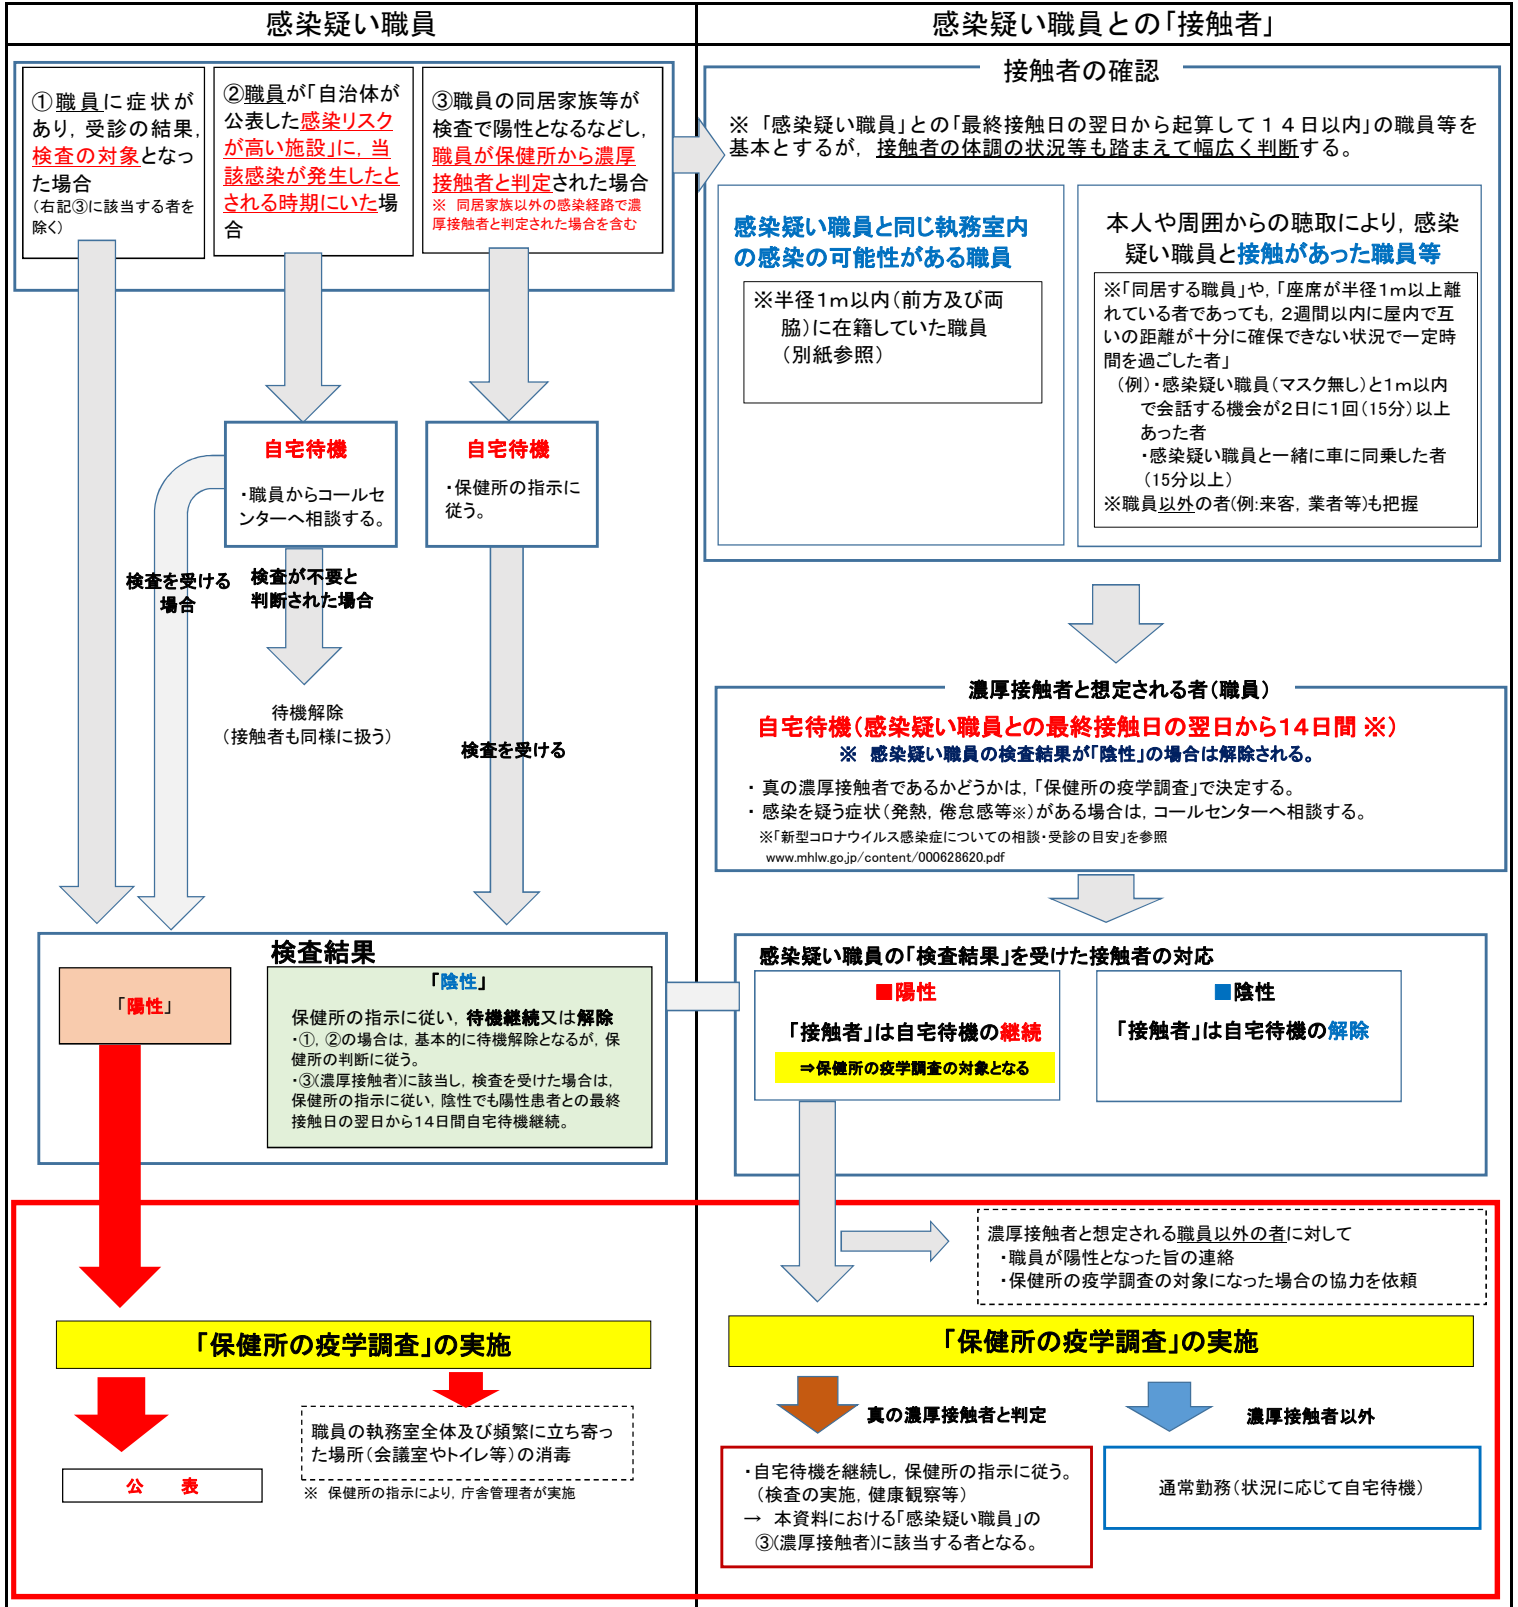 感染疑い職員
感染疑い職員との「接触者」
①職員に症状が
あり，受診の結果，
検査の対象となっ
た場合
（右記③に該当する者を
除く）
②職員が「自治体が
公表した感染リスク
が高い施設」に，当
該感染が発生したと
される時期にいた場
合
③職員の同居家族等が
検査で陽性となるなどし，
職員が保健所から濃厚
接触者と判定された場合
※ 同居家族以外の感染経路で濃
厚接触者と判定された場合を含む
自宅待機
・職員からコールセ
ンターへ相談する。
自宅待機
・保健所の指示に
従う。
検査を受ける
場合
検査が不要と
判断された場合
待機解除
（接触者も同様に扱う）
検査を受ける
接触者の確認
※ 「感染疑い職員」との「最終接触日の翌日から起算して１４日以内」の職員等を
基本とするが，接触者の体調の状況等も踏まえて幅広く判断する。
感染疑い職員と同じ執務室内
の感染の可能性がある職員
※半径１ｍ以内（前方及び両
脇）に在籍していた職員
（別紙参照）
本人や周囲からの聴取により，感染
疑い職員と接触があった職員等
※「同居する職員」や，「座席が半径１ｍ以上離
れている者であっても，２週間以内に屋内で互
いの距離が十分に確保できない状況で一定時
間を過ごした者」
（例）・感染疑い職員（マスク無し）と１ｍ以内
で会話する機会が２日に１回（15分）以上
あった者
・感染疑い職員と一緒に車に同乗した者
（15分以上）
※職員以外の者(例:来客，業者等)も把握
濃厚接触者と想定される者（職員）
自宅待機（感染疑い職員との最終接触日の翌日から１４日間 ※）
※ 感染疑い職員の検査結果が「陰性」の場合は解除される。
・ 真の濃厚接触者であるかどうかは，「保健所の疫学調査」で決定する。
・ 感染を疑う症状（発熱，倦怠感等※）がある場合は，コールセンターへ相談する。
※「新型コロナウイルス感染症についての相談・受診の目安」を参照
www.mhlw.go.jp/content/000628620.pdf
検査結果
「陽性」
「陰性」
保健所の指示に従い，待機継続又は解除
・①，②の場合は，基本的に待機解除となるが，保
健所の判断に従う。
・③(濃厚接触者)に該当し，検査を受けた場合は，
保健所の指示に従い，陰性でも陽性患者との最終
接触日の翌日から14日間自宅待機継続。
感染疑い職員の「検査結果」を受けた接触者の対応
■陽性
「接触者」は自宅待機の継続
⇒保健所の疫学調査の対象となる
■陰性
「接触者」は自宅待機の解除
濃厚接触者と想定される職員以外の者に対して
・職員が陽性となった旨の連絡
・保健所の疫学調査の対象になった場合の協力を依頼
「保健所の疫学調査」の実施
「保健所の疫学調査」の実施
職員の執務室全体及び頻繁に立ち寄っ
た場所（会議室やトイレ等）の消毒
※ 保健所の指示により，庁舎管理者が実施
公　表
真の濃厚接触者と判定
濃厚接触者以外
・自宅待機を継続し，保健所の指示に従う。
（検査の実施，健康観察等）
→ 本資料における「感染疑い職員」の
③(濃厚接触者)に該当する者となる。
通常勤務（状況に応じて自宅待機）